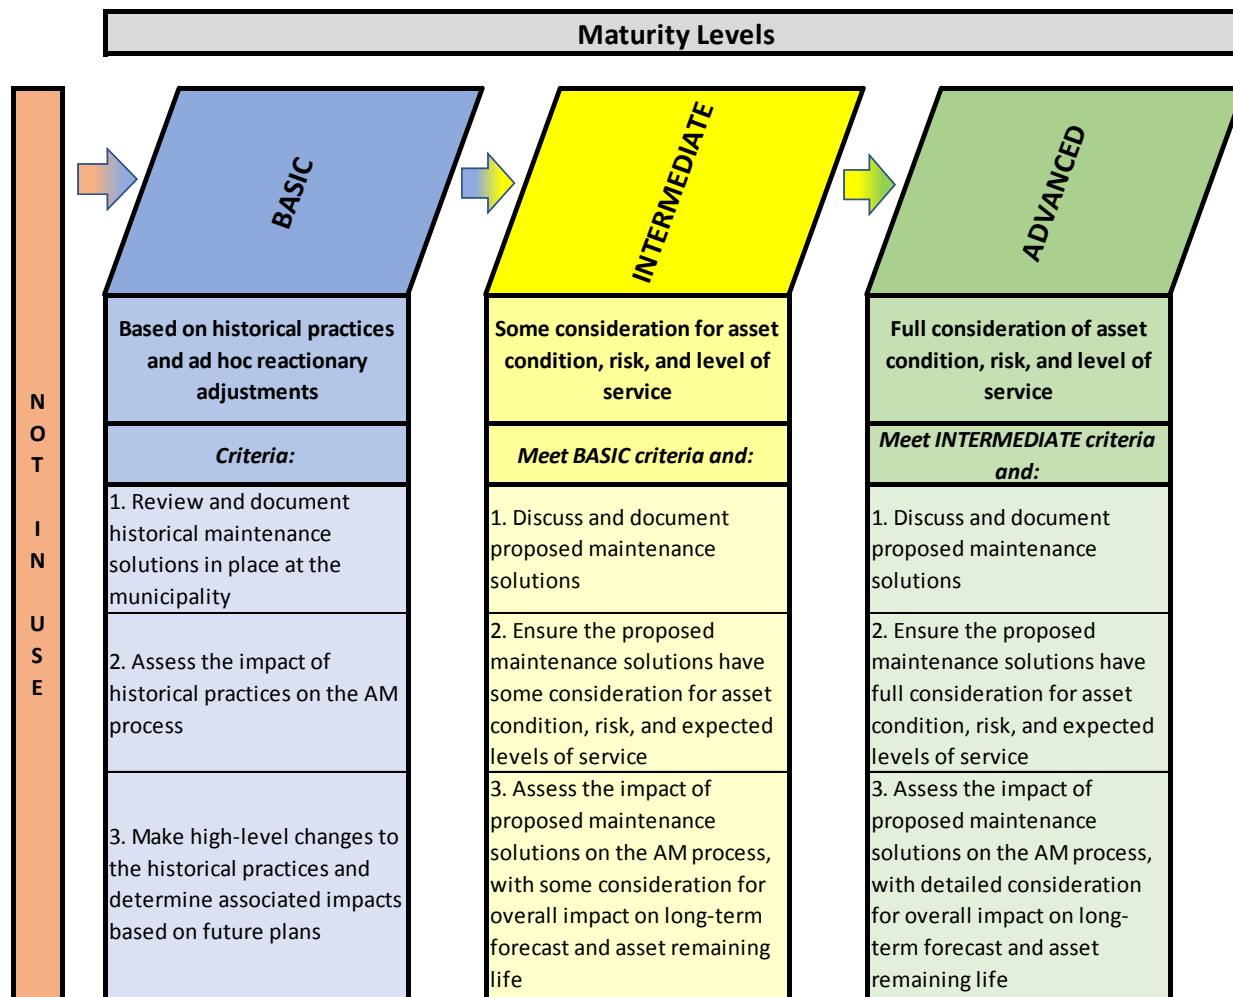 Maturity Levels
NOT IN USE
BASIC
Based on historical practices
and ad hoc reactionary
adjustments
Criteria:
1. Review and document
historical maintenance
solutions in place at the
municipality
2. Assess the impact of
historical practices on the AM
process
3. Make high-level changes to
the historical practices and
determine associated impacts
based on future plans
INTERMEDIATE
Some consideration for asset
condition, risk, and level of
service
Meet BASIC criteria and:
1. Discuss and document
proposed maintenance
solutions
2. Ensure the proposed
maintenance solutions have
some consideration for asset
condition, risk, and expected
levels of service
3. Assess the impact of
proposed maintenance
solutions on the AM process,
with some consideration for
overall impact on long-term
forecast and asset remaining
life
ADVANCED
Full consideration of asset
condition, risk, and level of
service
Meet INTERMEDIATE criteria
and:
1. Discuss and document
proposed maintenance
solutions
2. Ensure the proposed
maintenance solutions have
full consideration for asset
condition, risk, and expected
levels of service
3. Assess the impact of
proposed maintenance
solutions on the AM process,
with detailed consideration
for overall impact on long-
term forecast and asset
remaining life